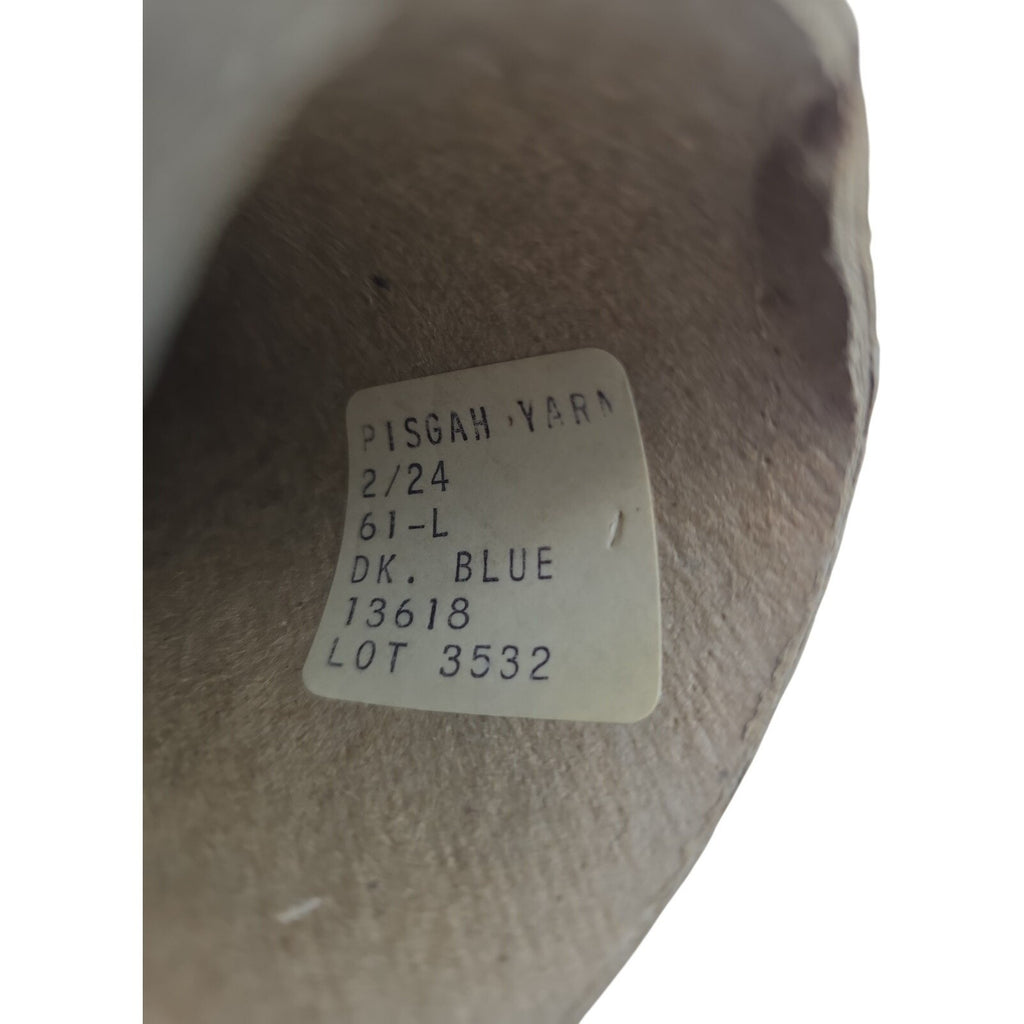 PISGAH YARN
2/24
61-L
DK. BLUE
13618
LOT 3532